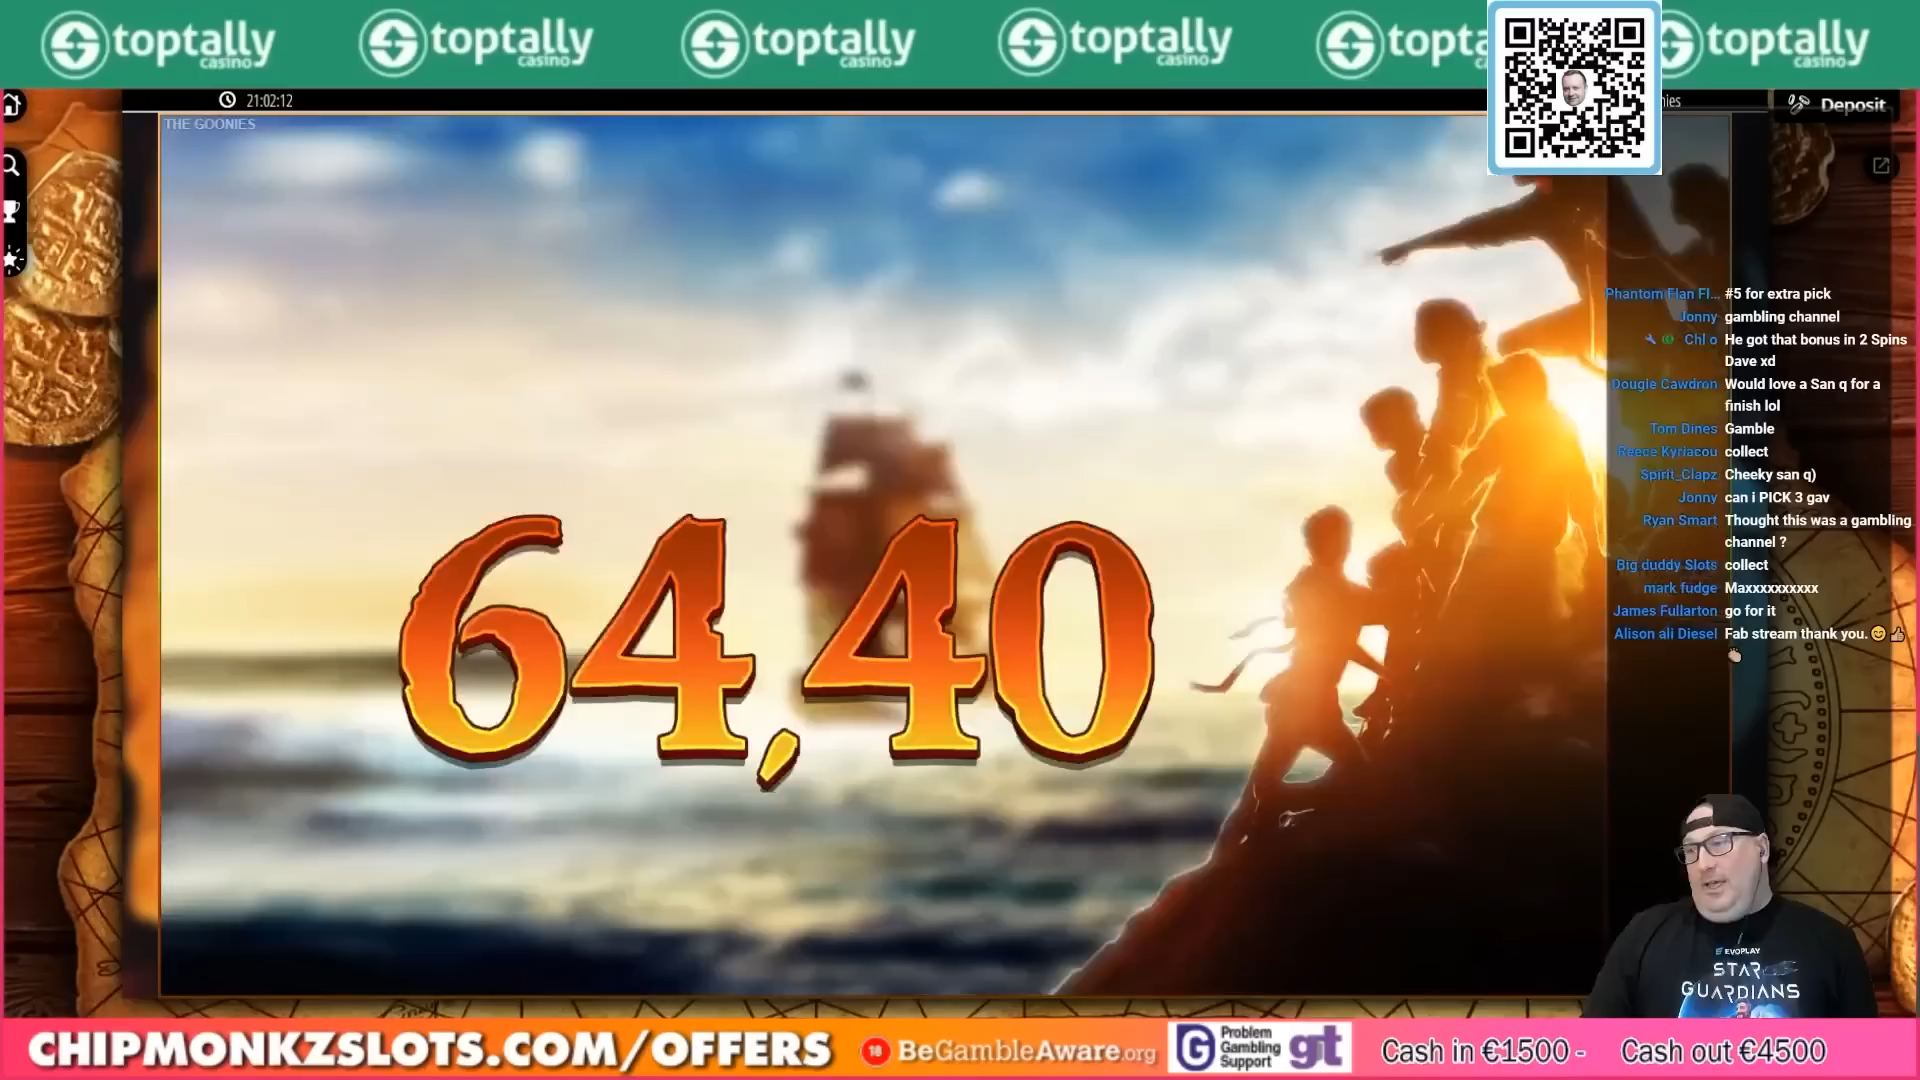 toptally casino toptally casino toptally casino toptally casino topta toptally casino
21:02:12
nies
Deposit
THE GOONIES
Phantom Flan Fl... #5 for extra pick
Jonny gambling channel
Chl o He got that bonus in 2 Spins
Dave xd
Dougie Cawdron Would love a San q for a
finish lol
Tom Dines Gamble
Reece Kyriacou collect
Spirit_Clapz Cheeky san q)
Jonny can i PICK 3 gav
Ryan Smart Thought this was a gambling
channel ?
Big duddy Slots collect
mark fudge Maxxxxxxxxxx
James Fullarton go for it
Alison ali Diesel Fab stream thank you. 😊 👍
👏
64,40
EVOPLAY
STAR
GUARDIANS
CHIPMONKZSLOTS.COM/OFFERS
18 BeGambleAware.org
G Problem
Gambling
Support
gt
Cash in €1500 - Cash out €4500